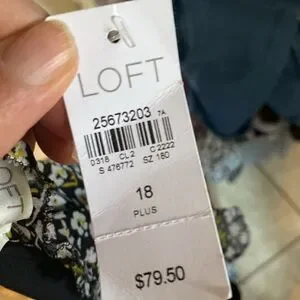 LOFT
25673203 7A
D318 CL2 C2222
S 476772 SZ 180
18
PLUS
$79.50